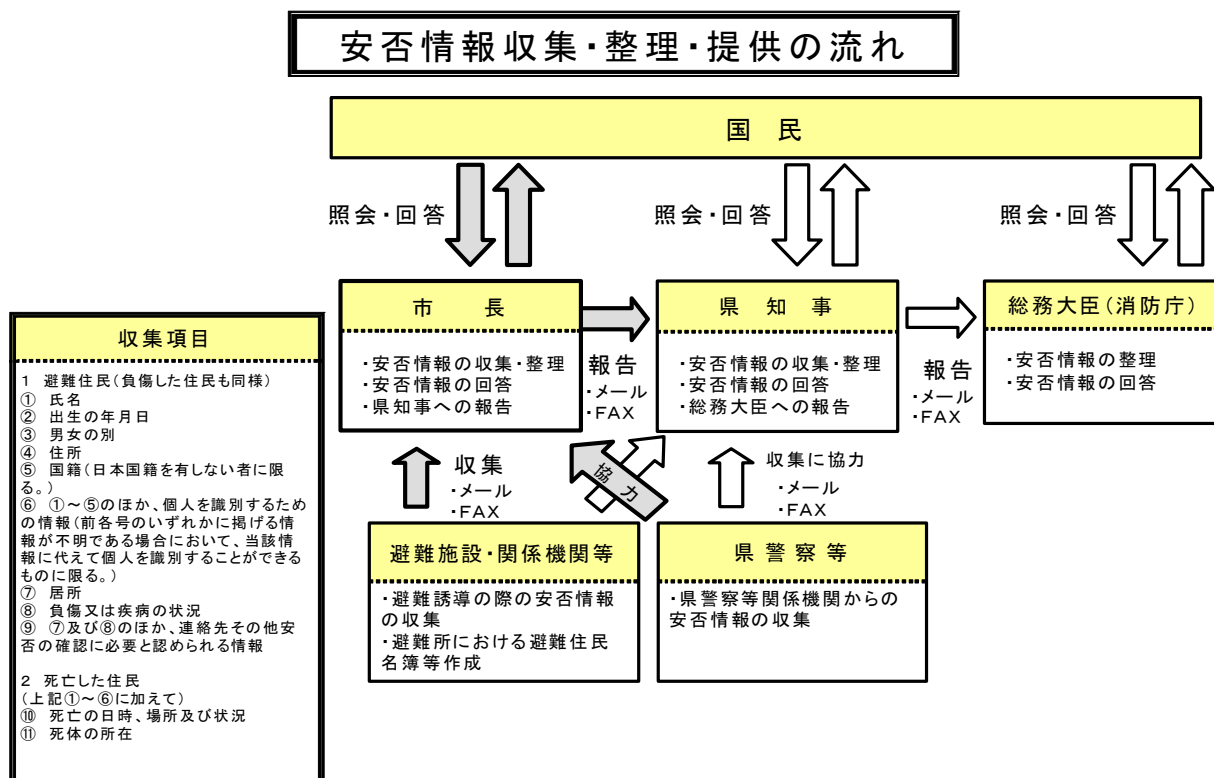 安否情報収集・整理・提供の流れ
国　民
照会・回答
照会・回答
照会・回答
市　長
・安否情報の収集・整理
・安否情報の回答
・県知事への報告
報告
・メール
・FAX
県　知　事
・安否情報の収集・整理
・安否情報の回答
・総務大臣への報告
報告
・メール
・FAX
総務大臣（消防庁）
・安否情報の整理
・安否情報の回答
収集
・メール
・FAX
協力
収集に協力
・メール
・FAX
避難施設・関係機関等
・避難誘導の際の安否情報
の収集
・避難所における避難住民
名簿等作成
県警察等
・県警察等関係機関からの
安否情報の収集
収集項目
1　避難住民（負傷した住民も同様）
①　氏名
②　出生の年月日
③　男女の別
④　住所
⑤　国籍（日本国籍を有しない者に限
る。）
⑥　①～⑤のほか、個人を識別するため
の情報（前各号のいずれかに掲げる情
報が不明である場合において、当該情
報に代えて個人を識別することができる
ものに限る。）
⑦　居所
⑧　負傷又は疾病の状況
⑨　⑦及び⑧のほか、連絡先その他安
否の確認に必要と認められる情報
2　死亡した住民
（上記①～⑥に加えて）
⑩　死亡の日時、場所及び状況
⑪　死体の所在